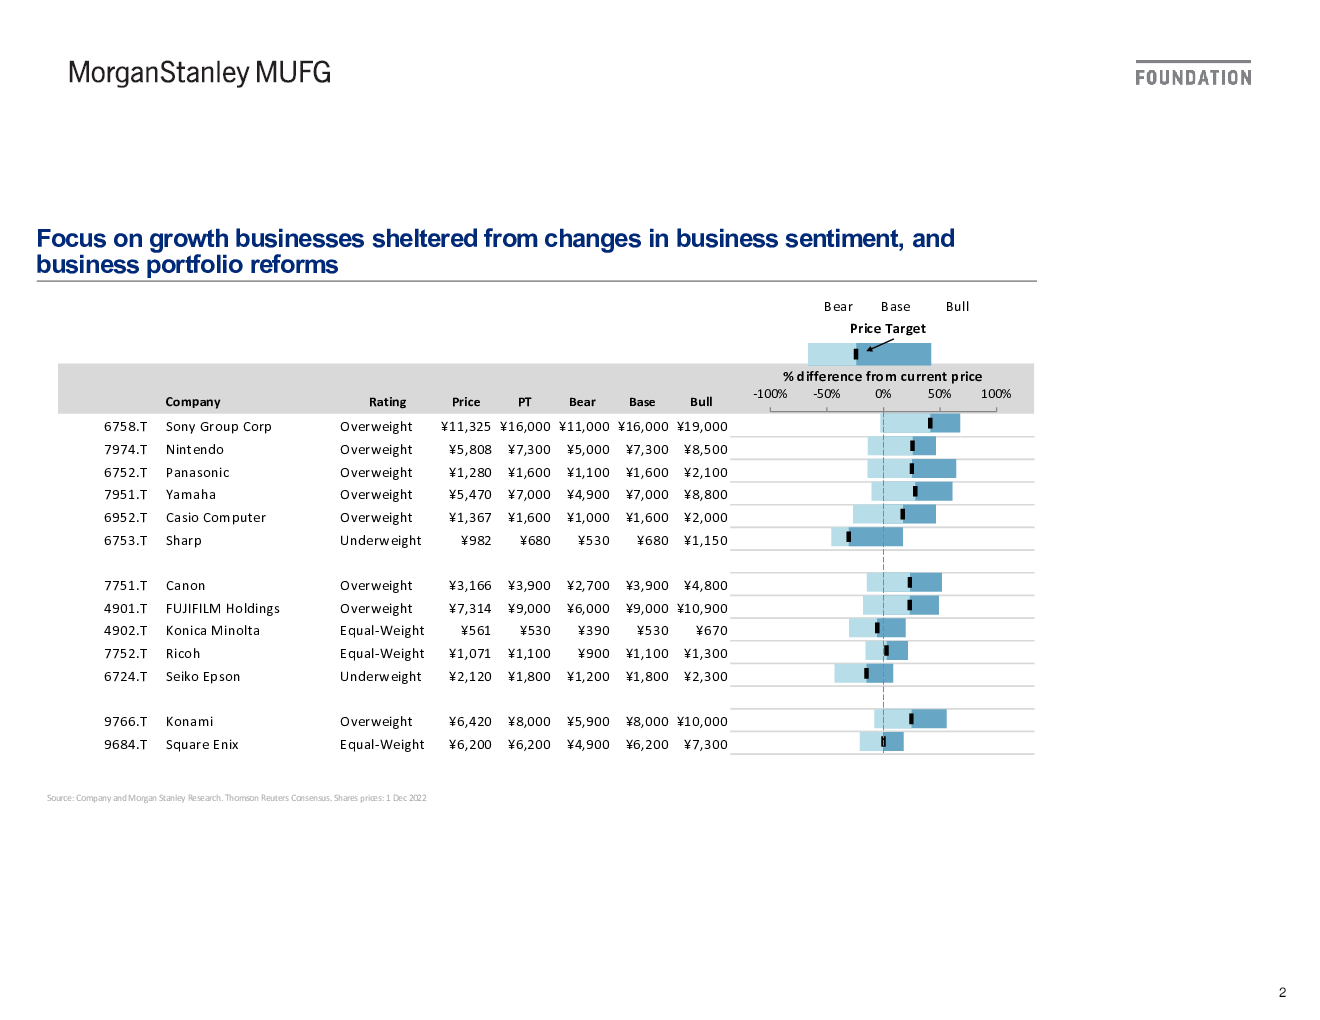 MorganStanley MUFG
FOUNDATION
Focus on growth businesses sheltered from changes in business sentiment, and
business portfolio reforms
Bear Base Bull
Price Target
% difference from current price
-100% -50% 0% 50% 100%
Company Rating Price PT Bear Base Bull
6758.T Sony Group Corp Overweight ¥11,325 ¥16,000 ¥11,000 ¥16,000 ¥19,000
7974.T Nintendo Overweight ¥5,808 ¥7,300 ¥5,000 ¥7,300 ¥8,500
6752.T Panasonic Overweight ¥1,280 ¥1,600 ¥1,100 ¥1,600 ¥2,100
7951.T Yamaha Overweight ¥5,470 ¥7,000 ¥4,900 ¥7,000 ¥8,800
6952.T Casio Computer Overweight ¥1,367 ¥1,600 ¥1,000 ¥1,600 ¥2,000
6753.T Sharp Underweight ¥982 ¥680 ¥530 ¥680 ¥1,150
7751.T Canon Overweight ¥3,166 ¥3,900 ¥2,700 ¥3,900 ¥4,800
4901.T FUJIFILM Holdings Overweight ¥7,314 ¥9,000 ¥6,000 ¥9,000 ¥10,900
4902.T Konica Minolta Equal-Weight ¥561 ¥530 ¥390 ¥530 ¥670
7752.T Ricoh Equal-Weight ¥1,071 ¥1,100 ¥900 ¥1,100 ¥1,300
6724.T Seiko Epson Underweight ¥2,120 ¥1,800 ¥1,200 ¥1,800 ¥2,300
9766.T Konami Overweight ¥6,420 ¥8,000 ¥5,900 ¥8,000 ¥10,000
9684.T Square Enix Equal-Weight ¥6,200 ¥6,200 ¥4,900 ¥6,200 ¥7,300
Source: Company and Morgan Stanley Research. Thomson Reuters Consensus. Shares prices: 1 Dec 2022
2